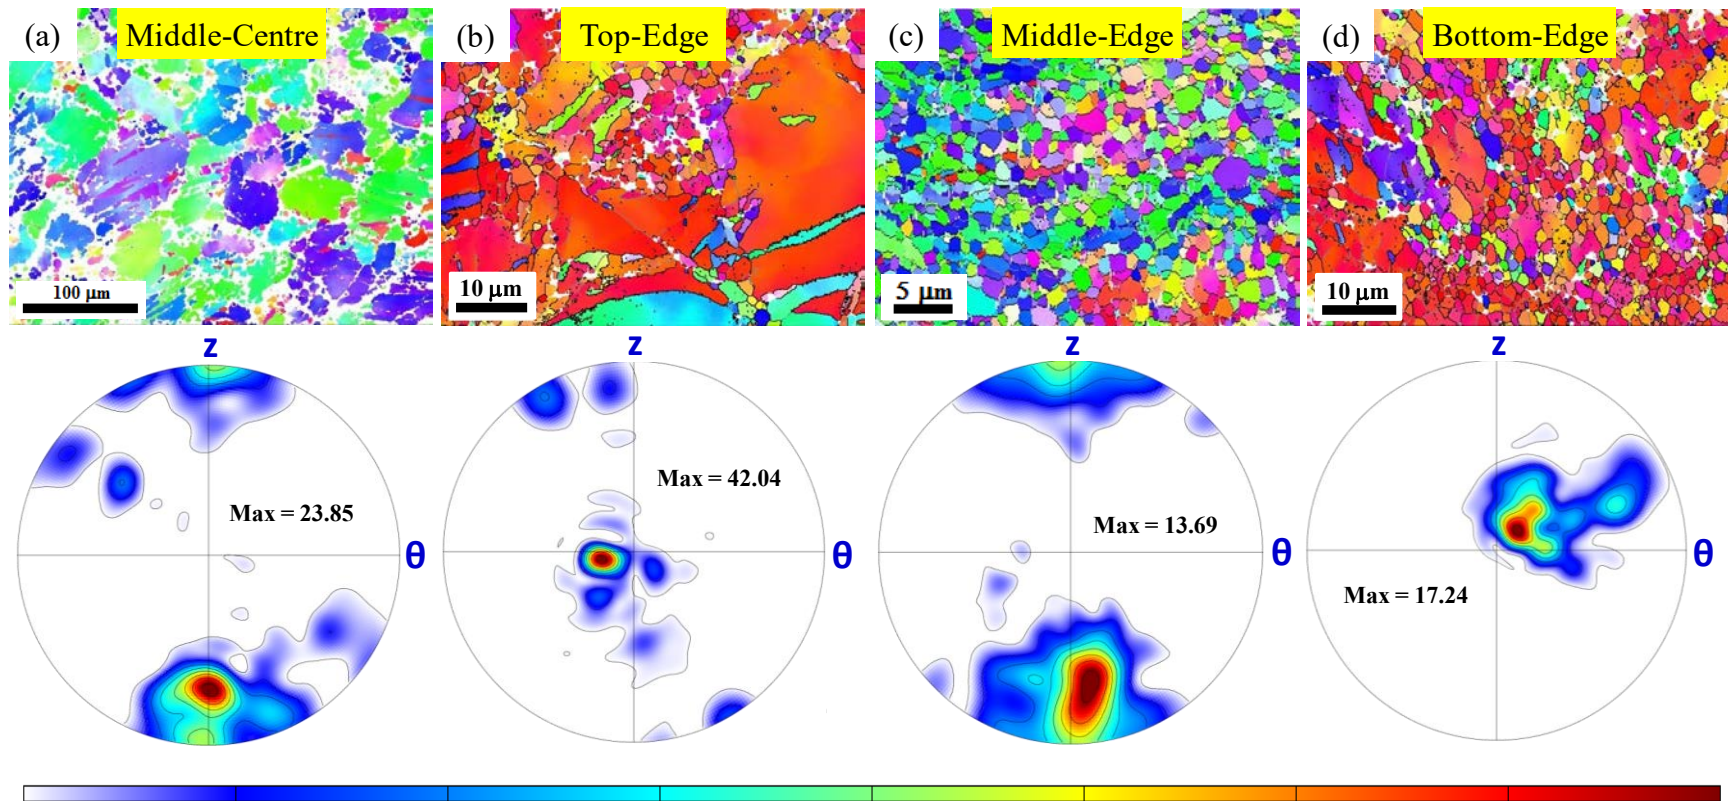 (a) Middle-Centre (b) Top-Edge (c) Middle-Edge (d) Bottom-Edge
100 μm 10 μm 5 μm 10 μm
z z z z
Max = 23.85 Max = 42.04 Max = 13.69 Max = 17.24
θ θ θ θ